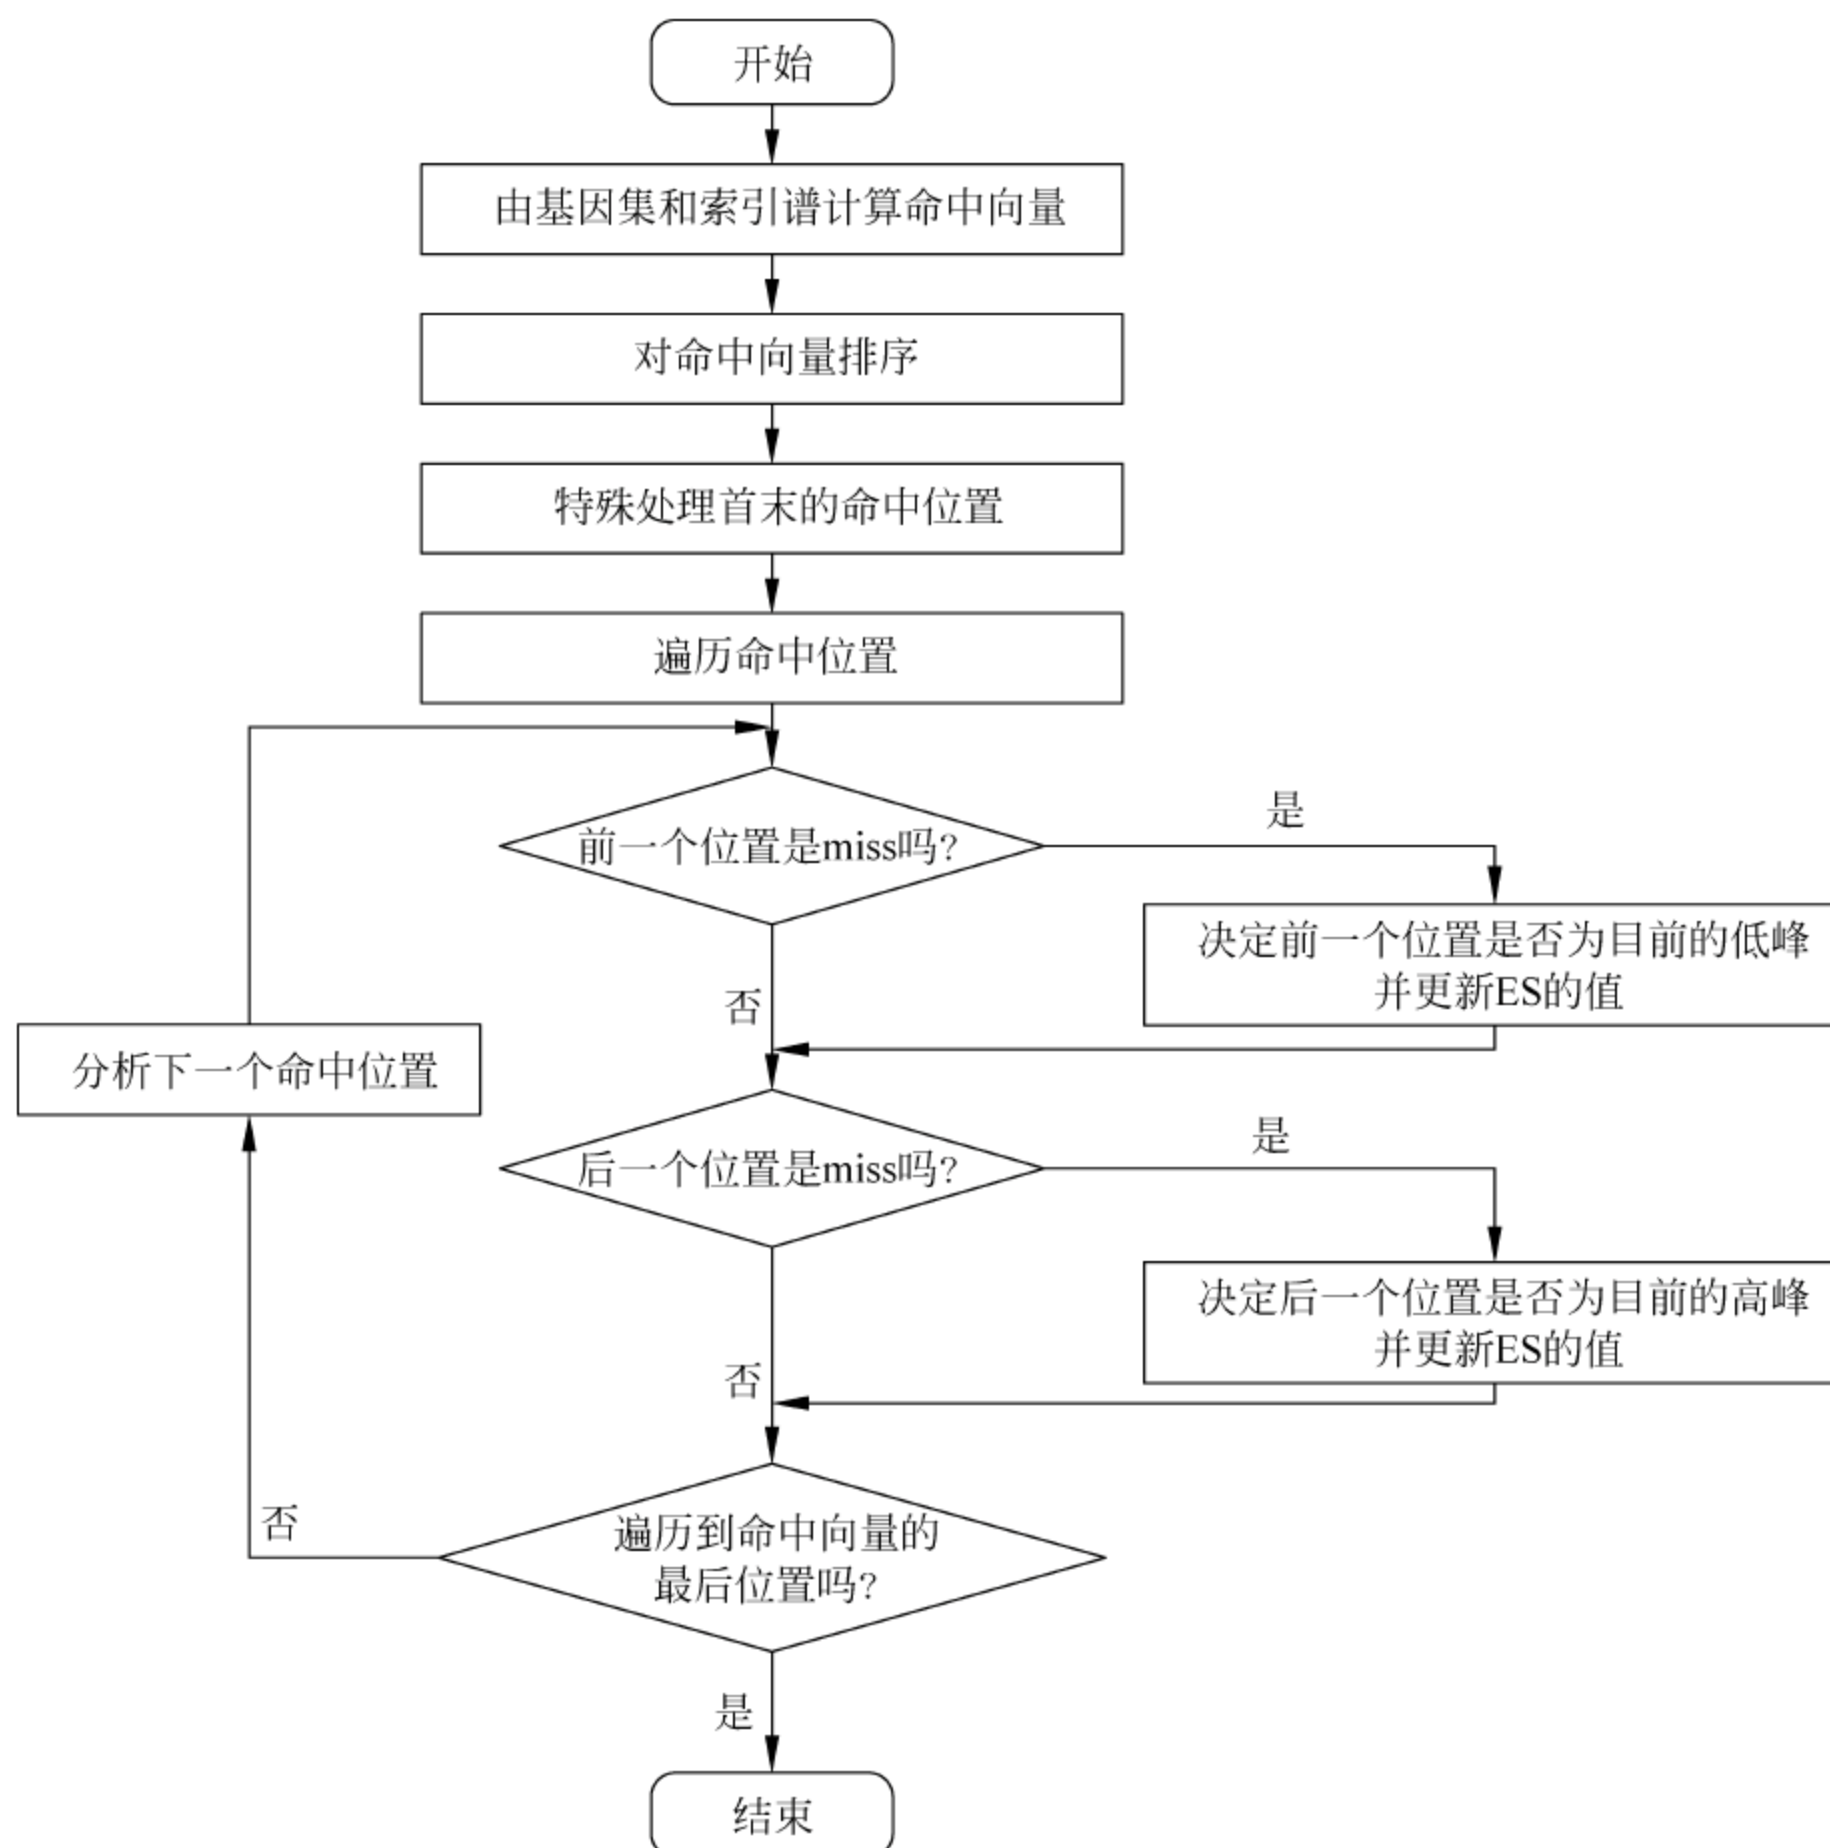 开始
由基因集和索引谱计算命中向量
对命中向量排序
特殊处理首末的命中位置
遍历命中位置
前一个位置是miss吗?
是
决定前一个位置是否为目前的低峰
并更新ES的值
否
分析下一个命中位置
后一个位置是miss吗?
是
决定后一个位置是否为目前的高峰
并更新ES的值
否
遍历到命中向量的
最后位置吗?
否
是
结束